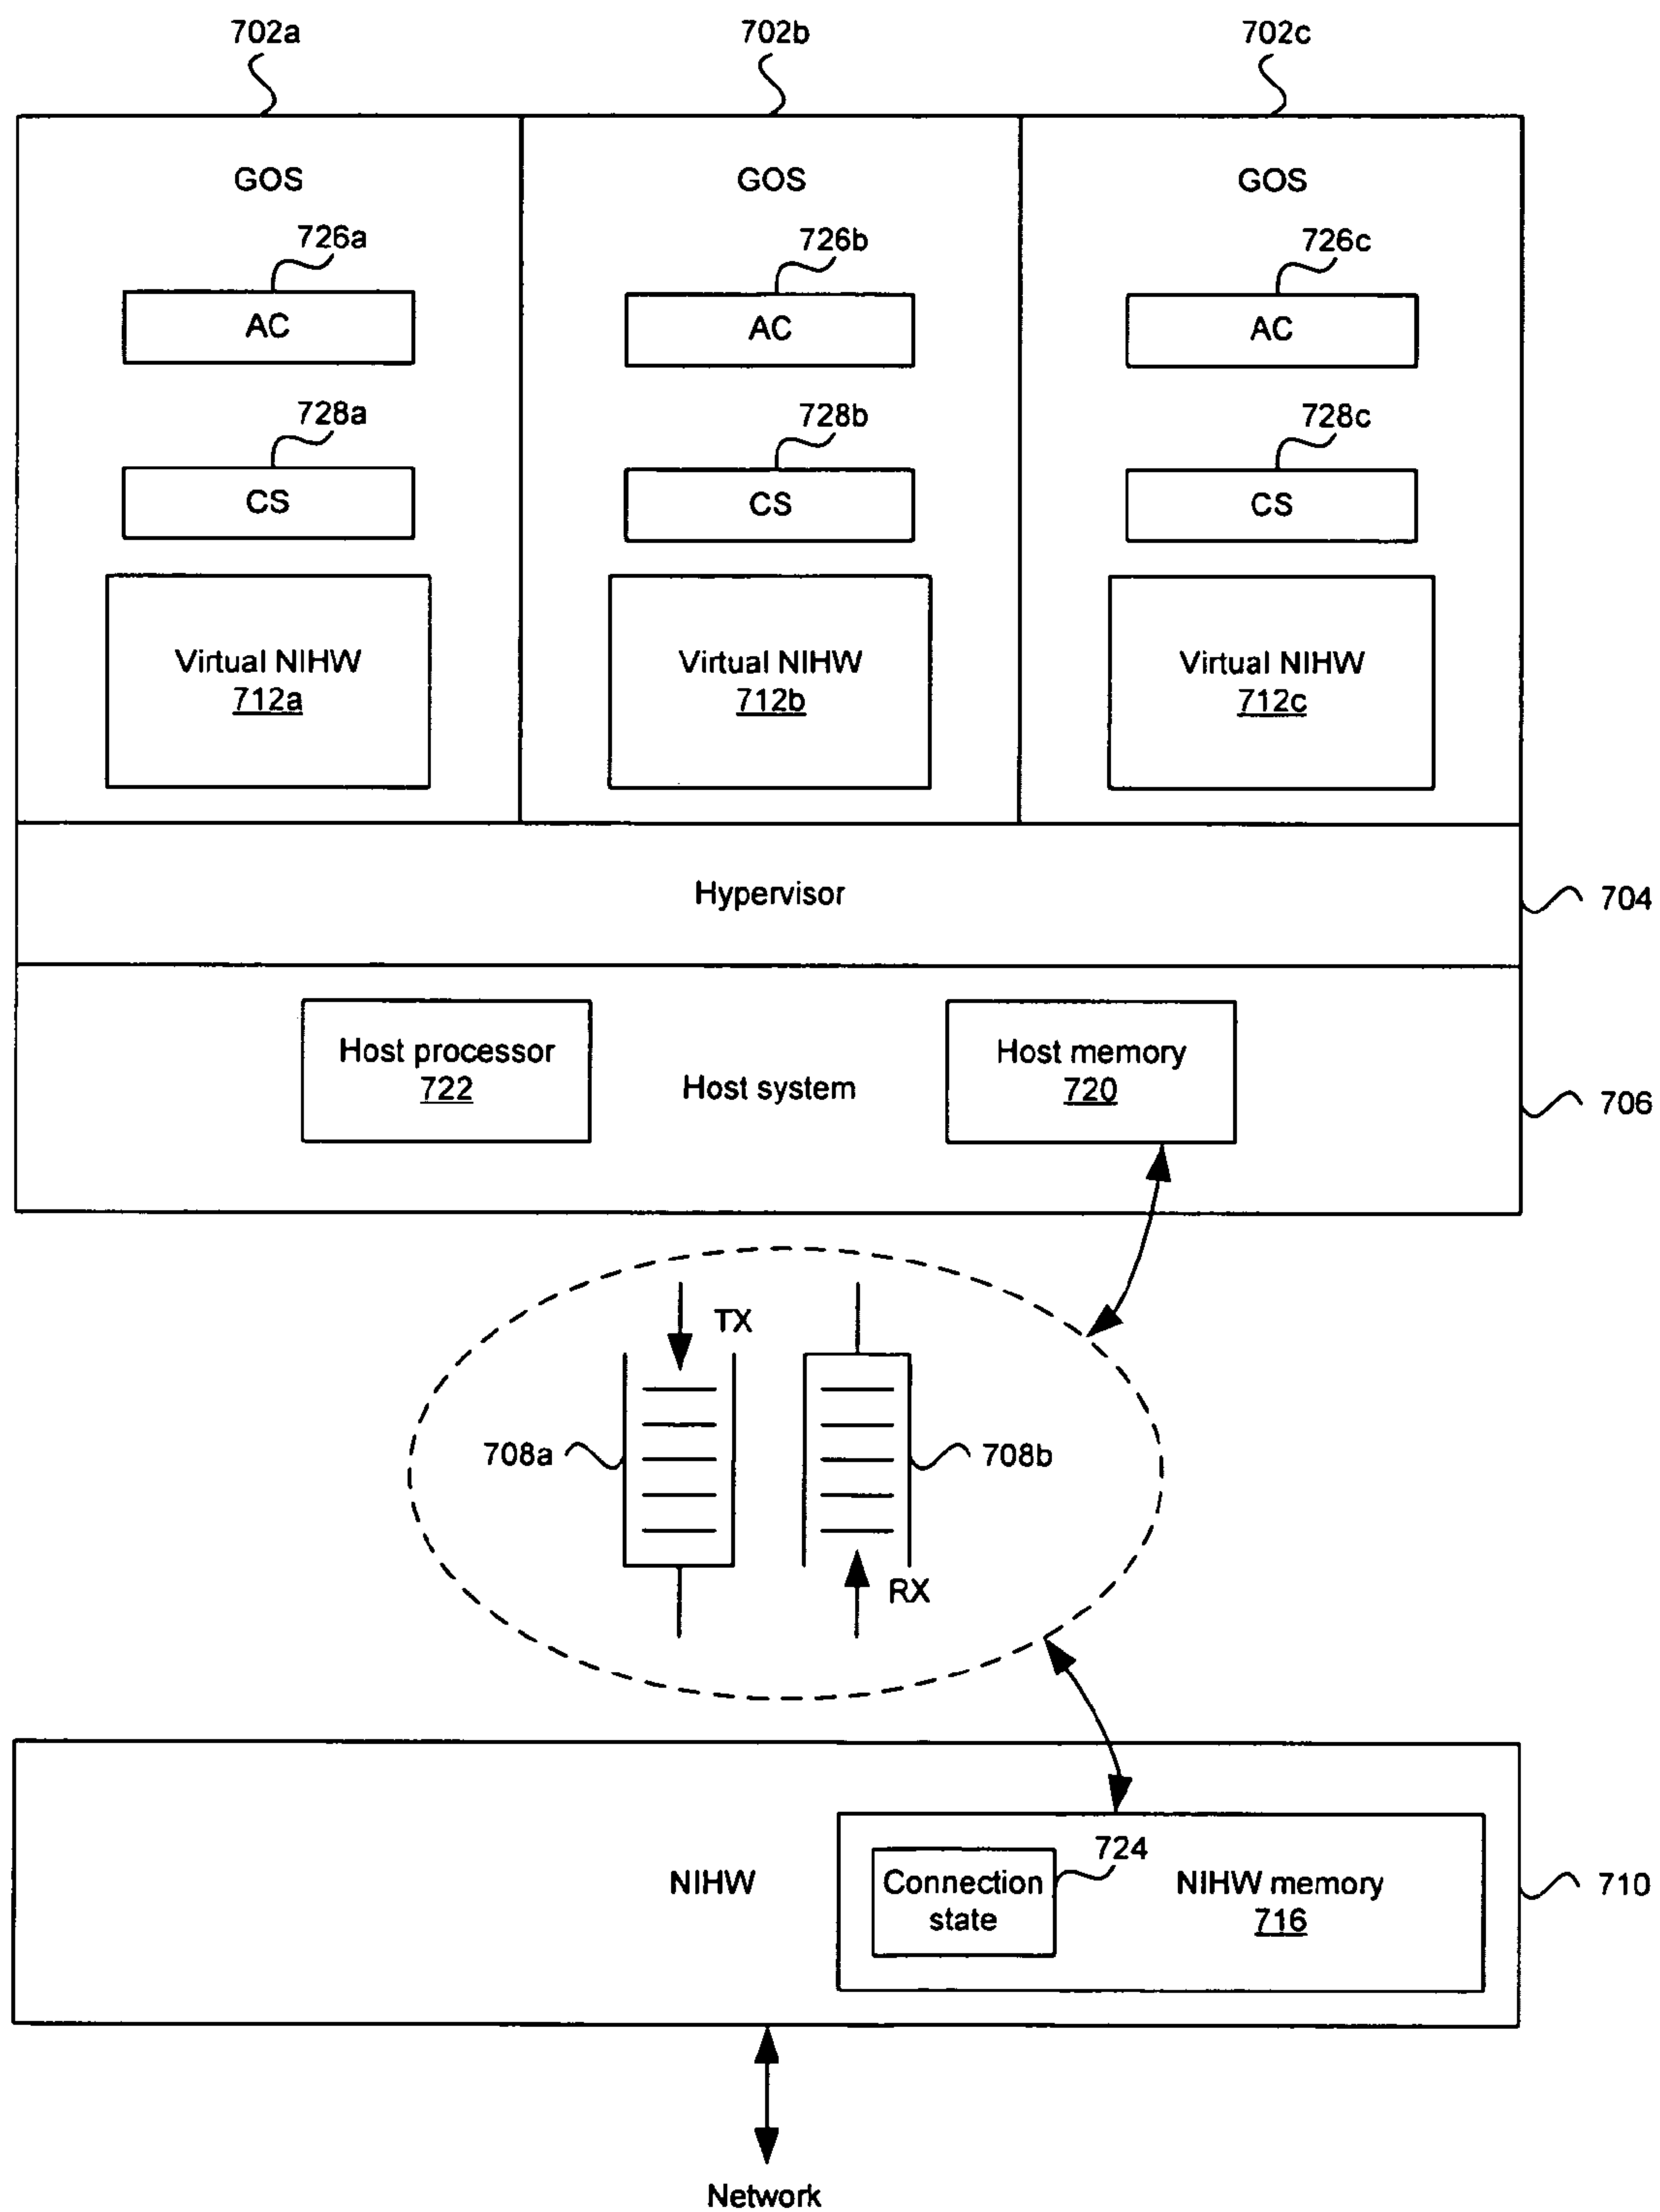 702a 702b 702c
GOS GOS GOS
726a 726b 726c
AC AC AC
728a 728b 728c
CS CS CS
Virtual NIHW Virtual NIHW Virtual NIHW
712a 712b 712c
Hypervisor 704
Host processor Host memory
722 Host system 720 706
TX
708a 708b
RX
724
NIHW Connection NIHW memory 710
state 716
Network